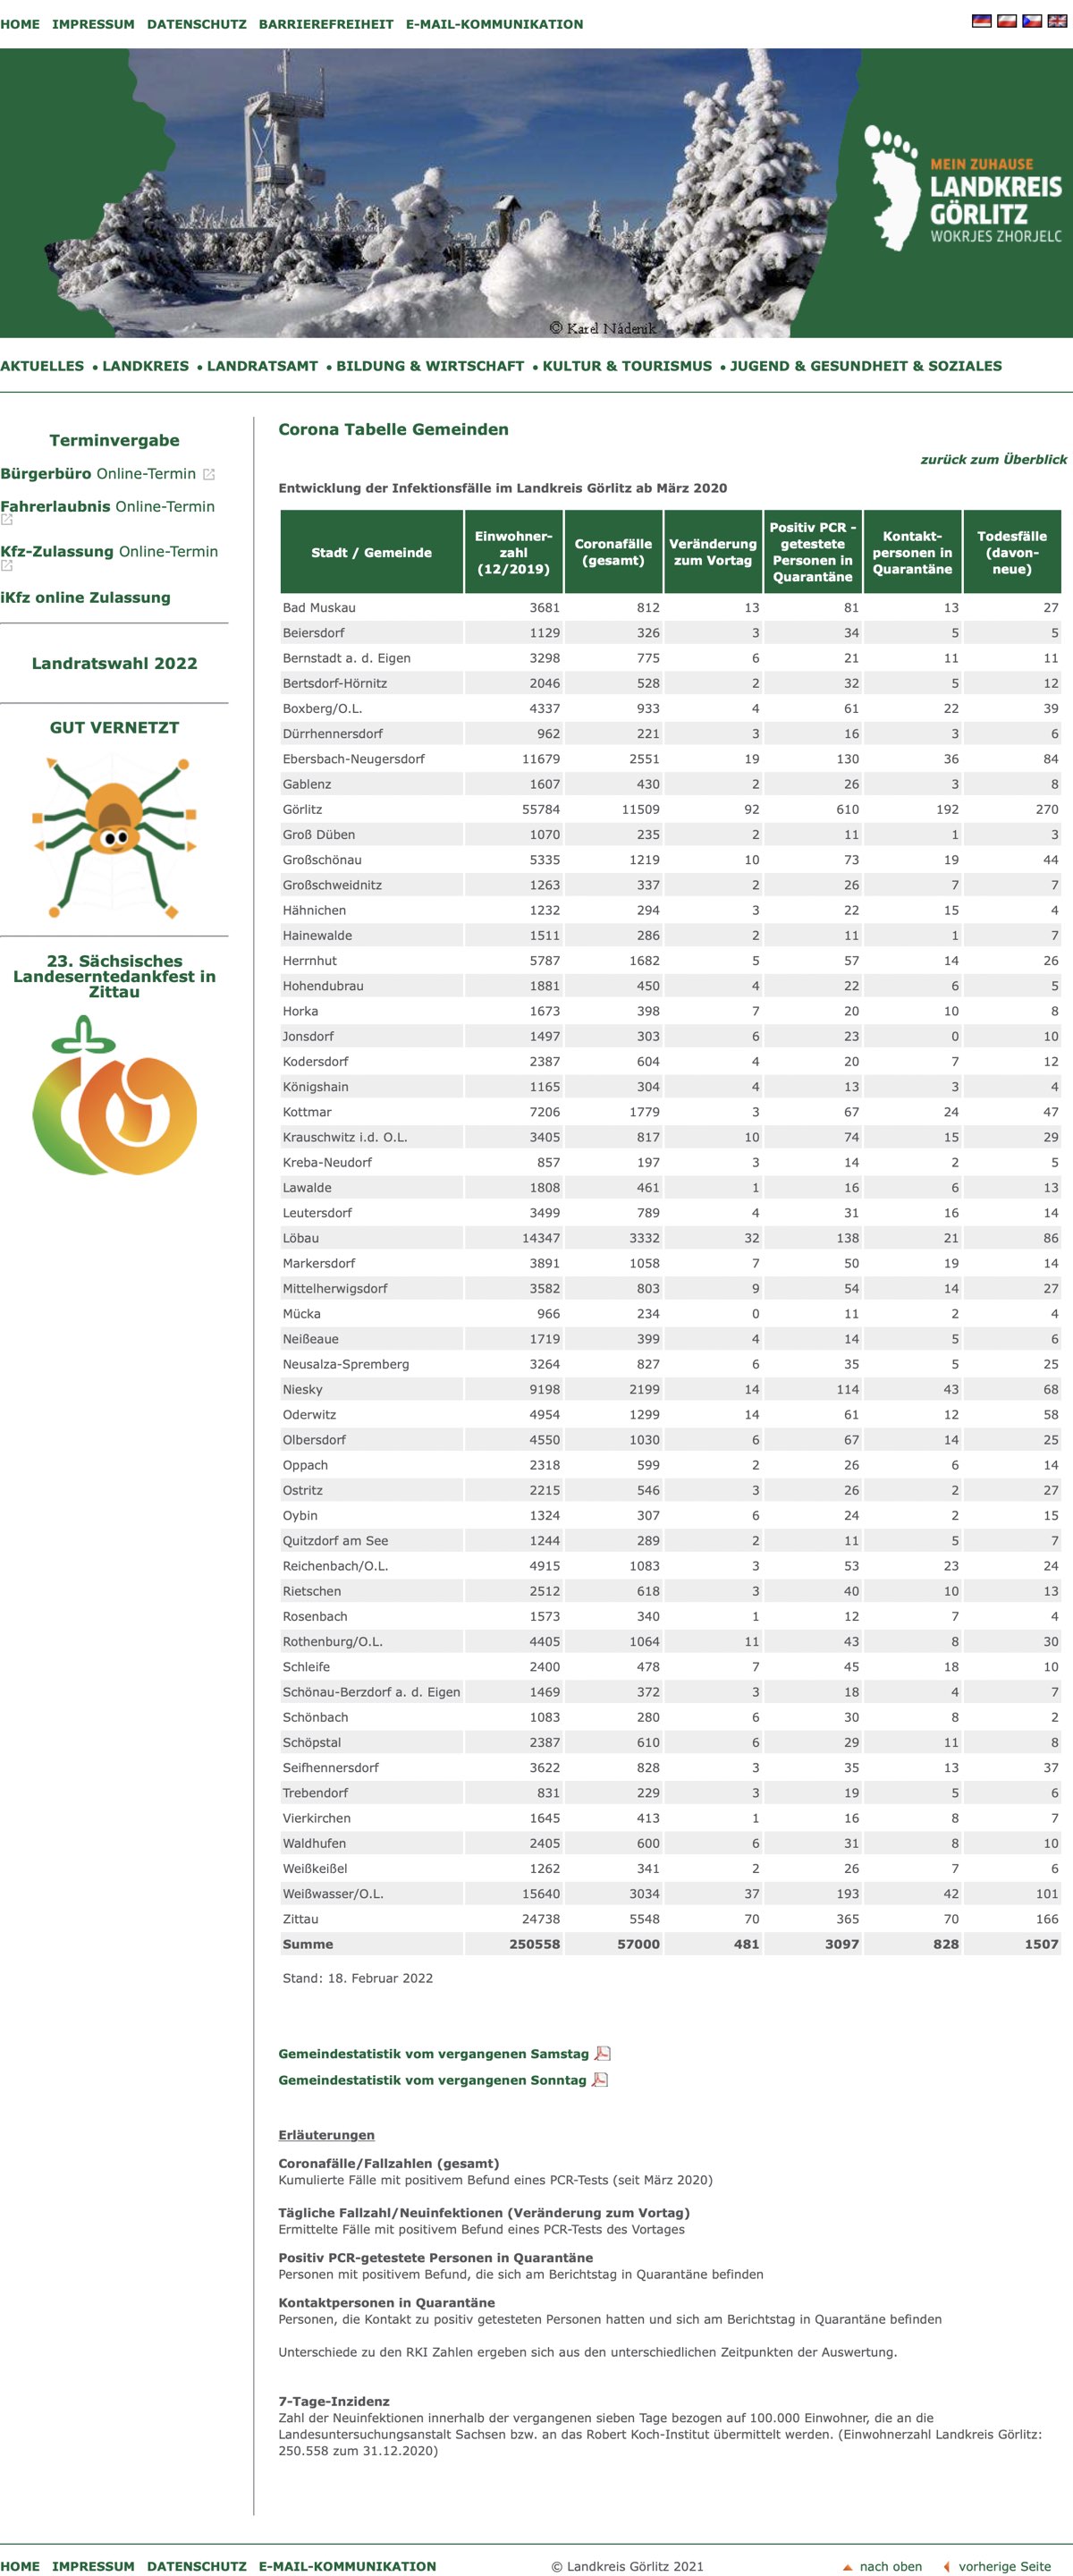 HOME IMPRESSUM DATENSCHUTZ BARRIEREFREIHEIT E-MAIL-KOMMUNIKATION
MEIN ZUHAUSE
LANDKREIS
GÖRLITZ
WOKRJES ZHORJELC
© Karel Nádeník
AKTUELLES • LANDKREIS • LANDRATSAMT • BILDUNG & WIRTSCHAFT • KULTUR & TOURISMUS • JUGEND & GESUNDHEIT & SOZIALES
Terminvergabe
Bürgerbüro Online-Termin
Fahrerlaubnis Online-Termin
Kfz-Zulassung Online-Termin
iKfz online Zulassung
Landratswahl 2022
GUT VERNETZT
23. Sächsisches
Landeserntedankfest in
Zittau
Corona Tabelle Gemeinden
zurück zum Überblick
Entwicklung der Infektionsfälle im Landkreis Görlitz ab März 2020
Stadt / Gemeinde Einwohner-zahl (12/2019) Coronafälle (gesamt) Veränderung zum Vortag Positiv PCR - getestete Personen in Quarantäne Kontakt-personen in Quarantäne Todesfälle (davon-neue)
Bad Muskau 3681 812 13 81 13 27
Beiersdorf 1129 326 3 34 5 5
Bernstadt a. d. Eigen 3298 775 6 21 11 11
Bertsdorf-Hörnitz 2046 528 2 32 5 12
Boxberg/O.L. 4337 933 4 61 22 39
Dürrhennersdorf 962 221 3 16 3 6
Ebersbach-Neugersdorf 11679 2551 19 130 36 84
Gablenz 1607 430 2 26 3 8
Görlitz 55784 11509 92 610 192 270
Groß Düben 1070 235 2 11 1 3
Großschönau 5335 1219 10 73 19 44
Großschweidnitz 1263 337 2 26 7 7
Hähnichen 1232 294 3 22 15 4
Hainewalde 1511 286 2 11 1 7
Herrnhut 5787 1682 5 57 14 26
Hohendubrau 1881 450 4 22 6 5
Horka 1673 398 7 20 10 8
Jonsdorf 1497 303 6 23 0 10
Kodersdorf 2387 604 4 20 7 12
Königshain 1165 304 4 13 3 4
Kottmar 7206 1779 3 67 24 47
Krauschwitz i.d. O.L. 3405 817 10 74 15 29
Kreba-Neudorf 857 197 3 14 2 5
Lawalde 1808 461 1 16 6 13
Leutersdorf 3499 789 4 31 16 14
Löbau 14347 3332 32 138 21 86
Markersdorf 3891 1058 7 50 19 14
Mittelherwigsdorf 3582 803 9 54 14 27
Mücka 966 234 0 11 2 4
Neißeaue 1719 399 4 14 5 6
Neusalza-Spremberg 3264 827 6 35 5 25
Niesky 9198 2199 14 114 43 68
Oderwitz 4954 1299 14 61 12 58
Olbersdorf 4550 1030 6 67 14 25
Oppach 2318 599 2 26 6 14
Ostritz 2215 546 3 26 2 27
Oybin 1324 307 6 24 2 15
Quitzdorf am See 1244 289 2 11 5 7
Reichenbach/O.L. 4915 1083 3 53 23 24
Rietschen 2512 618 3 40 10 13
Rosenbach 1573 340 1 12 7 4
Rothenburg/O.L. 4405 1064 11 43 8 30
Schleife 2400 478 7 45 18 10
Schönau-Berzdorf a. d. Eigen 1469 372 3 18 4 7
Schönbach 1083 280 6 30 8 2
Schöpstal 2387 610 6 29 11 8
Seifhennersdorf 3622 828 3 35 13 37
Trebendorf 831 229 3 19 5 6
Vierkirchen 1645 413 1 16 8 7
Waldhufen 2405 600 6 31 8 10
Weißkeißel 1262 341 2 26 7 6
Weißwasser/O.L. 15640 3034 37 193 42 101
Zittau 24738 5548 70 365 70 166
Summe 250558 57000 481 3097 828 1507
Stand: 18. Februar 2022
Gemeindestatistik vom vergangenen Samstag
Gemeindestatistik vom vergangenen Sonntag
Erläuterungen
Coronafälle/Fallzahlen (gesamt)
Kumulierte Fälle mit positivem Befund eines PCR-Tests (seit März 2020)
Tägliche Fallzahl/Neuinfektionen (Veränderung zum Vortag)
Ermittelte Fälle mit positivem Befund eines PCR-Tests des Vortages
Positiv PCR-getestete Personen in Quarantäne
Personen mit positivem Befund, die sich am Berichtstag in Quarantäne befinden
Kontaktpersonen in Quarantäne
Personen, die Kontakt zu positiv getesteten Personen hatten und sich am Berichtstag in Quarantäne befinden
Unterschiede zu den RKI Zahlen ergeben sich aus den unterschiedlichen Zeitpunkten der Auswertung.
7-Tage-Inzidenz
Zahl der Neuinfektionen innerhalb der vergangenen sieben Tage bezogen auf 100.000 Einwohner, die an die
Landesuntersuchungsanstalt Sachsen bzw. an das Robert Koch-Institut übermittelt werden. (Einwohnerzahl Landkreis Görlitz:
250.558 zum 31.12.2020)
HOME IMPRESSUM DATENSCHUTZ E-MAIL-KOMMUNIKATION © Landkreis Görlitz 2021 nach oben vorherige Seite